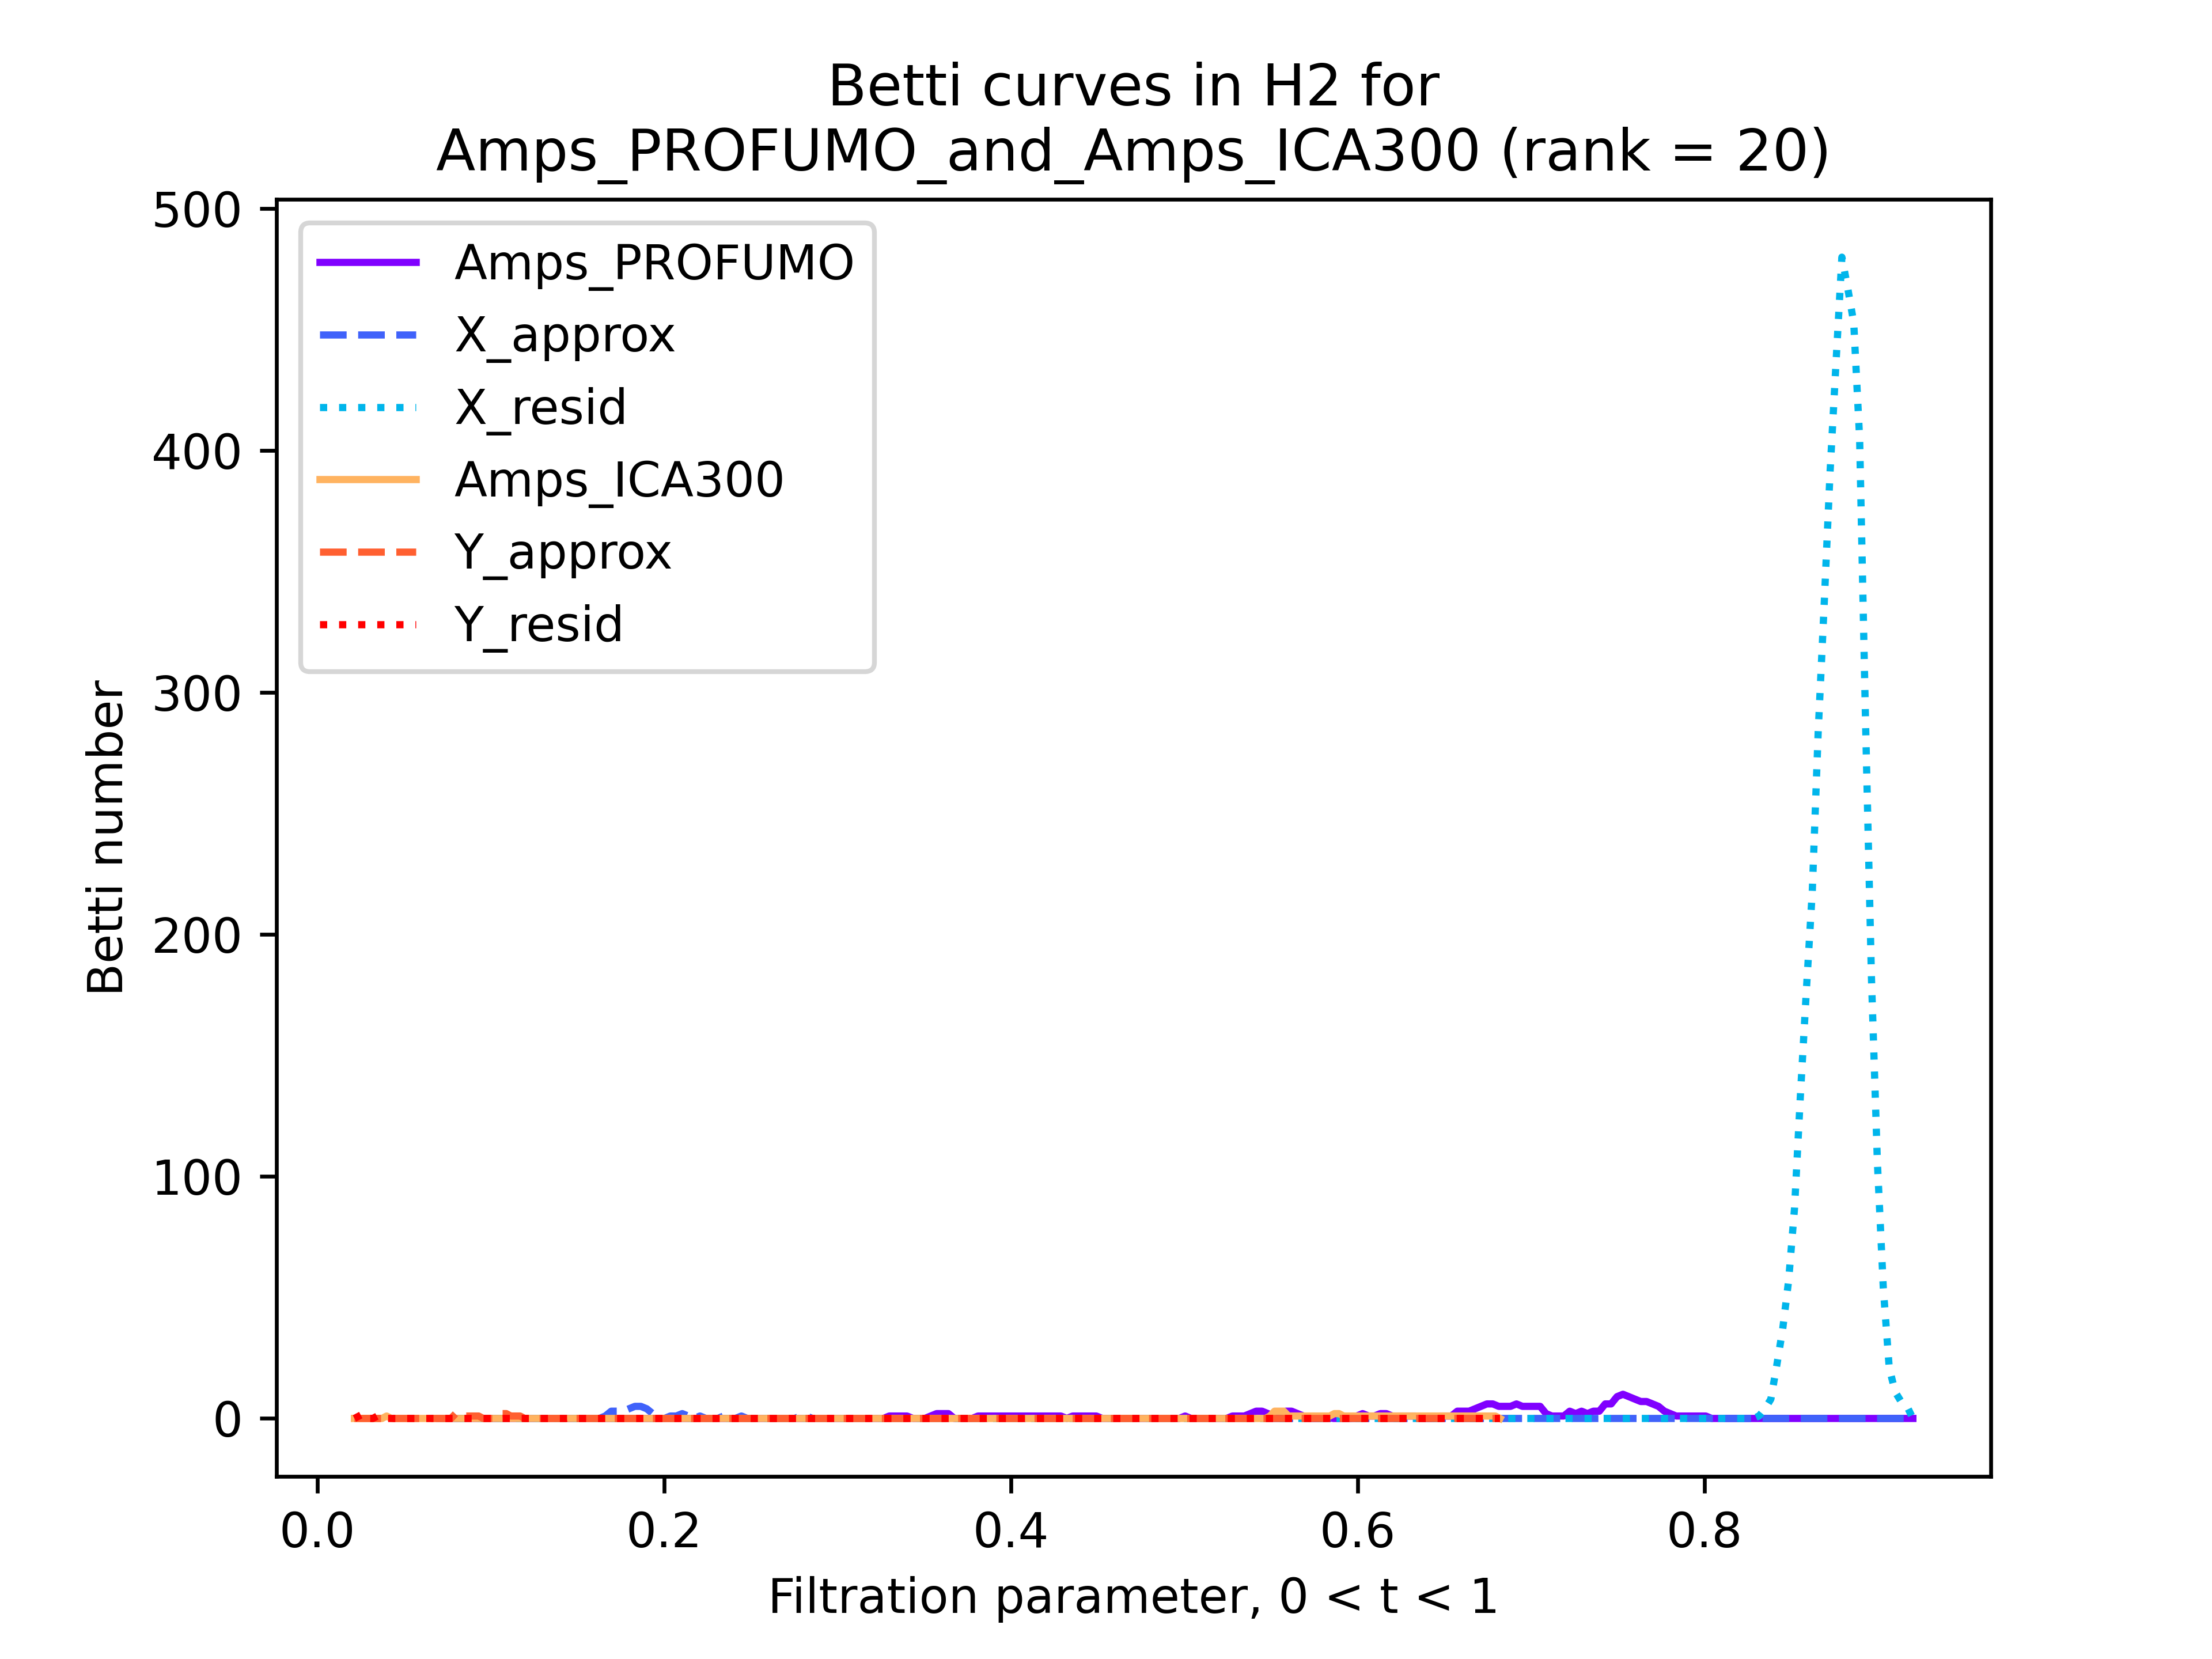 Betti curves in H2 for
Amps_PROFUMO_and_Amps_ICA300 (rank = 20)
500
400
300
200
100
0
Betti number
Amps_PROFUMO
X_approx
X_resid
Amps_ICA300
Y_approx
Y_resid
0.0 0.2 0.4 0.6 0.8
Filtration parameter, 0 < t < 1